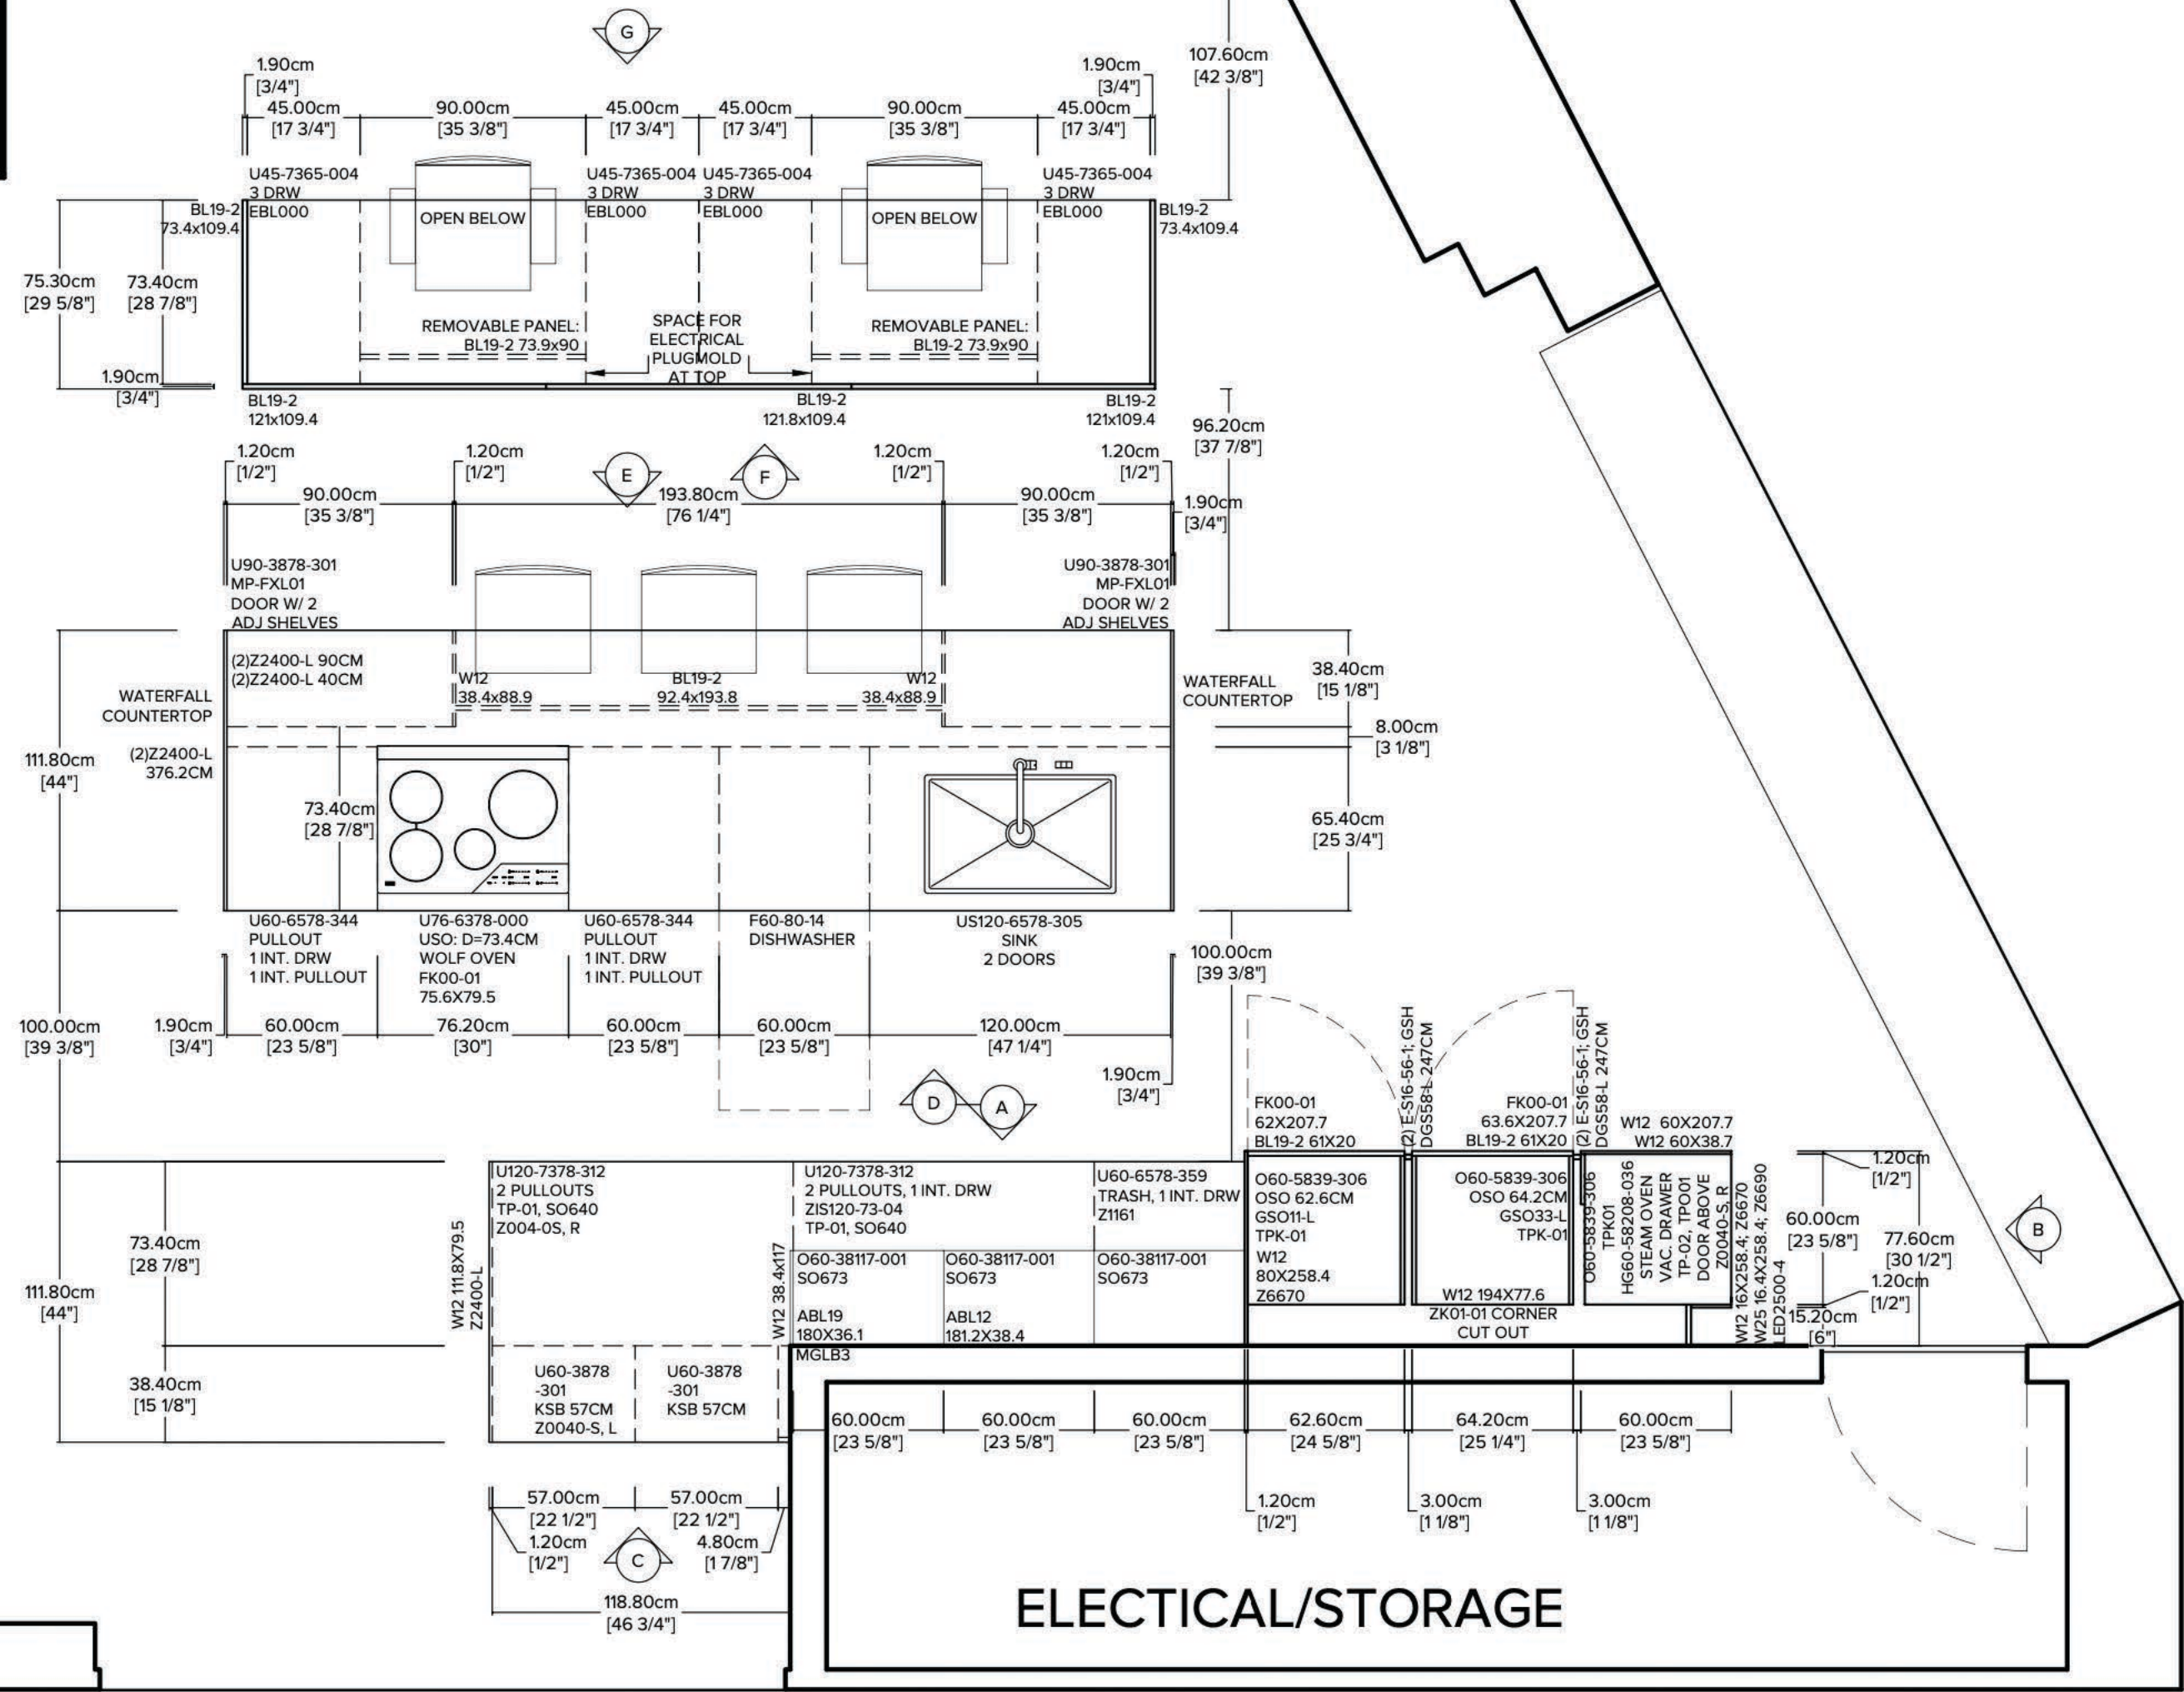 G
1.90cm
[3/4"]
1.90cm
[3/4"]
107.60cm
[42 3/8"]
45.00cm
[17 3/4"]
90.00cm
[35 3/8"]
45.00cm
[17 3/4"]
45.00cm
[17 3/4"]
90.00cm
[35 3/8"]
45.00cm
[17 3/4"]
U45-7365-004
3 DRW
EBL000
U45-7365-004
3 DRW
EBL000
U45-7365-004
3 DRW
EBL000
U45-7365-004
3 DRW
EBL000
BL19-2
73.4x109.4
OPEN BELOW
OPEN BELOW
BL19-2
73.4x109.4
75.30cm
[29 5/8"]
73.40cm
[28 7/8"]
1.90cm
[3/4"]
REMOVABLE PANEL:
BL19-2 73.9x90
SPACE FOR
ELECTRICAL
PLUGMOLD
AT TOP
REMOVABLE PANEL:
BL19-2 73.9x90
BL19-2
121x109.4
BL19-2
121.8x109.4
BL19-2
121x109.4
96.20cm
[37 7/8"]
1.20cm
[1/2"]
1.20cm
[1/2"]
E
F
1.20cm
[1/2"]
1.20cm
[1/2"]
90.00cm
[35 3/8"]
193.80cm
[76 1/4"]
90.00cm
[35 3/8"]
1.90cm
[3/4"]
U90-3878-301
MP-FXL01
DOOR W/ 2
ADJ SHELVES
U90-3878-301
MP-FXL01
DOOR W/ 2
ADJ SHELVES
(2)Z2400-L 90CM
(2)Z2400-L 40CM
W12
38.4x88.9
BL19-2
92.4x193.8
W12
38.4x88.9
WATERFALL
COUNTERTOP
WATERFALL
COUNTERTOP
38.40cm
[15 1/8"]
8.00cm
[3 1/8"]
65.40cm
[25 3/4"]
111.80cm
[44"]
(2)Z2400-L
376.2CM
73.40cm
[28 7/8"]
U60-6578-344
PULLOUT
1 INT. DRW
1 INT. PULLOUT
U76-6378-000
USO: D=73.4CM
WOLF OVEN
FK00-01
75.6X79.5
U60-6578-344
PULLOUT
1 INT. DRW
1 INT. PULLOUT
F60-80-14
DISHWASHER
US120-6578-305
SINK
2 DOORS
100.00cm
[39 3/8"]
100.00cm
[39 3/8"]
1.90cm
[3/4"]
60.00cm
[23 5/8"]
76.20cm
[30"]
60.00cm
[23 5/8"]
60.00cm
[23 5/8"]
120.00cm
[47 1/4"]
1.90cm
[3/4"]
D
A
(2) E-S16-56-1; GSH
DGS58-L 247CM
(2) E-S16-56-1; GSH
DGS58-L 247CM
FK00-01
62X207.7
BL19-2 61X20
FK00-01
63.6X207.7
BL19-2 61X20
W12 60X207.7
W12 60X38.7
U120-7378-312
2 PULLOUTS
TP-01, SO640
Z004-0S, R
U120-7378-312
2 PULLOUTS, 1 INT. DRW
ZIS120-73-04
TP-01, SO640
U60-6578-359
TRASH, 1 INT. DRW
Z1161
O60-5839-306
OSO 62.6CM
GSO11-L
TPK-01
W12
80X258.4
Z6670
O60-5839-306
OSO 64.2CM
GSO33-L
TPK-01
O60-5839-306
TPK01
HG60-58208-036
STEAM OVEN
VAC. DRAWER
TP-02, TPO01
DOOR ABOVE
Z0040-S, R
W12 16X258.4; Z6670
W25 16.4X258.4; Z6690
LED2500-4
1.20cm
[1/2"]
60.00cm
[23 5/8"]
77.60cm
[30 1/2"]
1.20cm
[1/2"]
15.20cm
[6"]
B
73.40cm
[28 7/8"]
111.80cm
[44"]
38.40cm
[15 1/8"]
W12 111.8X79.5
Z2400-L
W12 38.4x117
O60-38117-001
SO673
O60-38117-001
SO673
O60-38117-001
SO673
ABL19
180X36.1
ABL12
181.2X38.4
MGLB3
W12 194X77.6
ZK01-01 CORNER
CUT OUT
U60-3878
-301
KSB 57CM
Z0040-S, L
U60-3878
-301
KSB 57CM
60.00cm
[23 5/8"]
60.00cm
[23 5/8"]
60.00cm
[23 5/8"]
62.60cm
[24 5/8"]
64.20cm
[25 1/4"]
60.00cm
[23 5/8"]
57.00cm
[22 1/2"]
57.00cm
[22 1/2"]
1.20cm
[1/2"]
C
4.80cm
[1 7/8"]
1.20cm
[1/2"]
3.00cm
[1 1/8"]
3.00cm
[1 1/8"]
118.80cm
[46 3/4"]
ELECTICAL/STORAGE